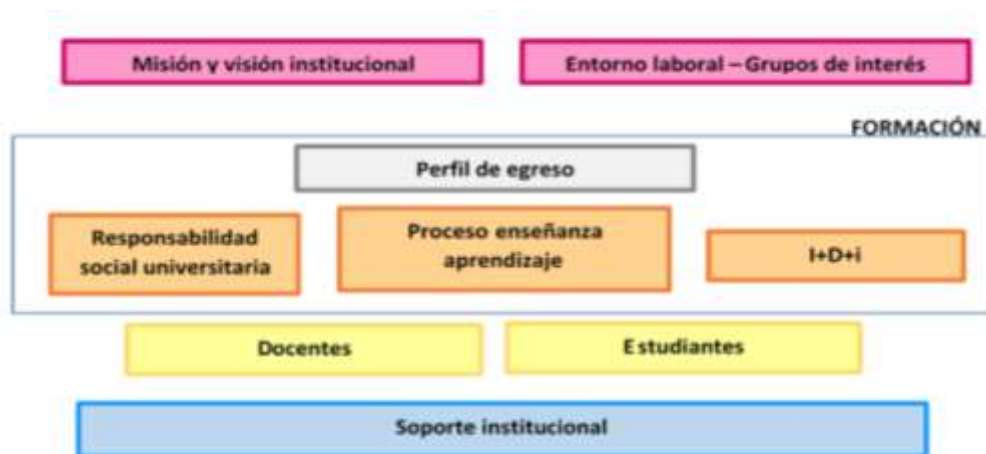 Misión y visión institucional
Entorno laboral – Grupos de interés
FORMACIÓN
Perfil de egreso
Responsabilidad
social universitaria
Proceso enseñanza
aprendizaje
I+D+i
Docentes
Estudiantes
Soporte institucional